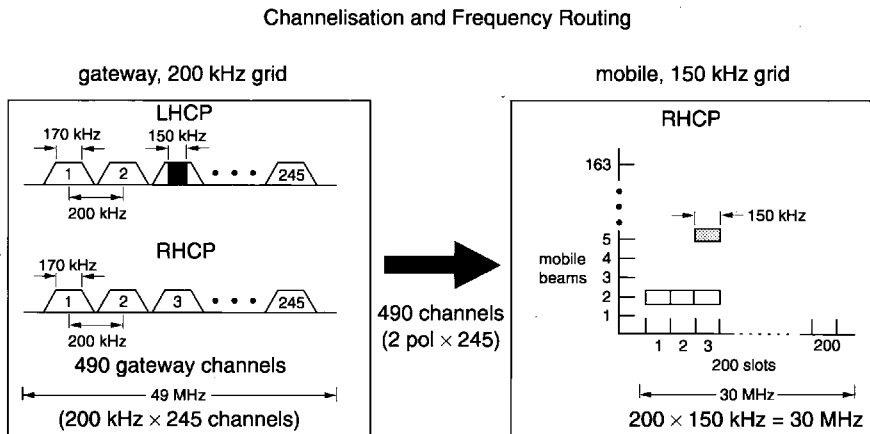 Channelisation and Frequency Routing
gateway, 200 kHz grid
LHCP
170 kHz
150 kHz
1
2
245
200 kHz
RHCP
170 kHz
1
2
3
245
200 kHz
490 gateway channels
49 MHz
(200 kHz × 245 channels)
490 channels
(2 pol × 245)
mobile, 150 kHz grid
RHCP
163
150 kHz
5
4
3
2
1
mobile
beams
1 2 3 200
200 slots
30 MHz
200 × 150 kHz = 30 MHz